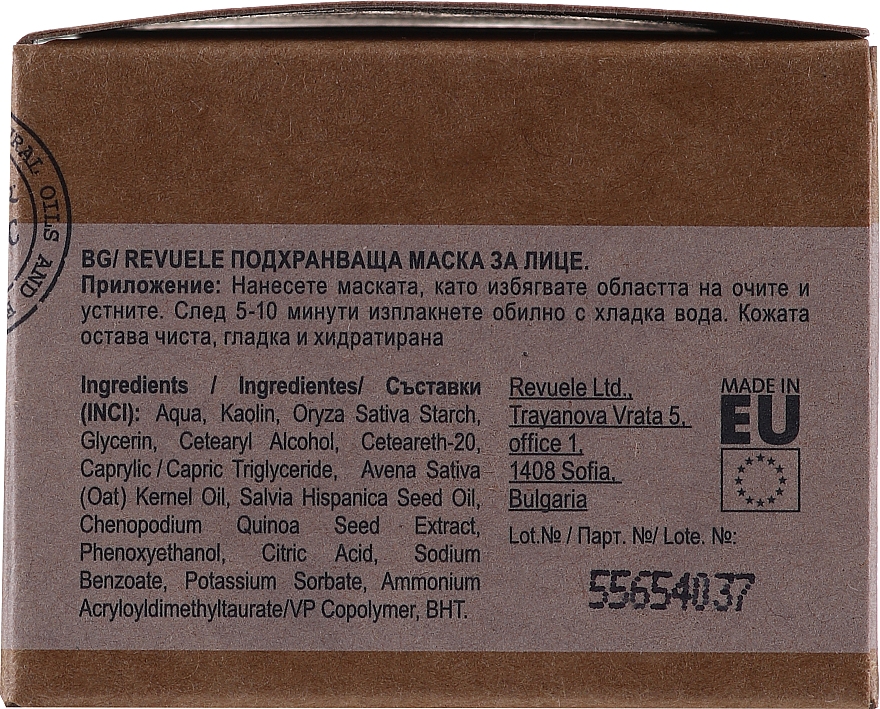 RAL OILS AND
BG/ REVUELE ПОДХРАНВАЩА МАСКА ЗА ЛИЦЕ.
Приложение: Нанесете маската, като избягвате областта на очите и
устните. След 5-10 минути изплакнете обилно с хладка вода. Кожата
остава чиста, гладка и хидратирана
Ingredients / Ingredientes/ Съставки
(INCI): Aqua, Kaolin, Oryza Sativa Starch,
Glycerin, Cetearyl Alcohol, Ceteareth-20,
Caprylic / Capric Triglyceride, Avena Sativa
(Oat) Kernel Oil, Salvia Hispanica Seed Oil,
Chenopodium Quinoa Seed Extract,
Phenoxyethanol, Citric Acid, Sodium
Benzoate, Potassium Sorbate, Ammonium
Acryloyldimethyltaurate/VP Copolymer, BHT.
Revuele Ltd.,
Trayanova Vrata 5,
office 1,
1408 Sofia,
Bulgaria
MADE IN
EU
Lot.№ / Парт. №/ Lote. №:
55654037